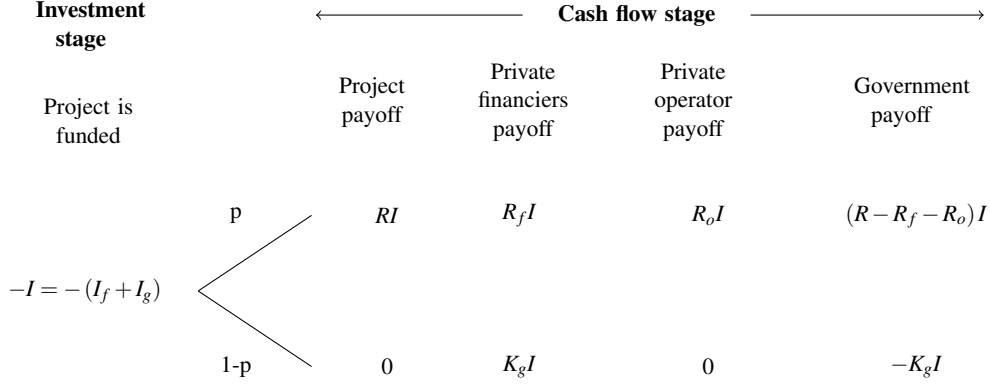 Investment stage
Cash flow stage
Project is funded
Project payoff
Private financiers payoff
Private operator payoff
Government payoff
p
RI
R_f I
R_o I
(R − R_f − R_o) I
−I = − (I_f + I_g)
1-p
0
K_g I
0
−K_g I